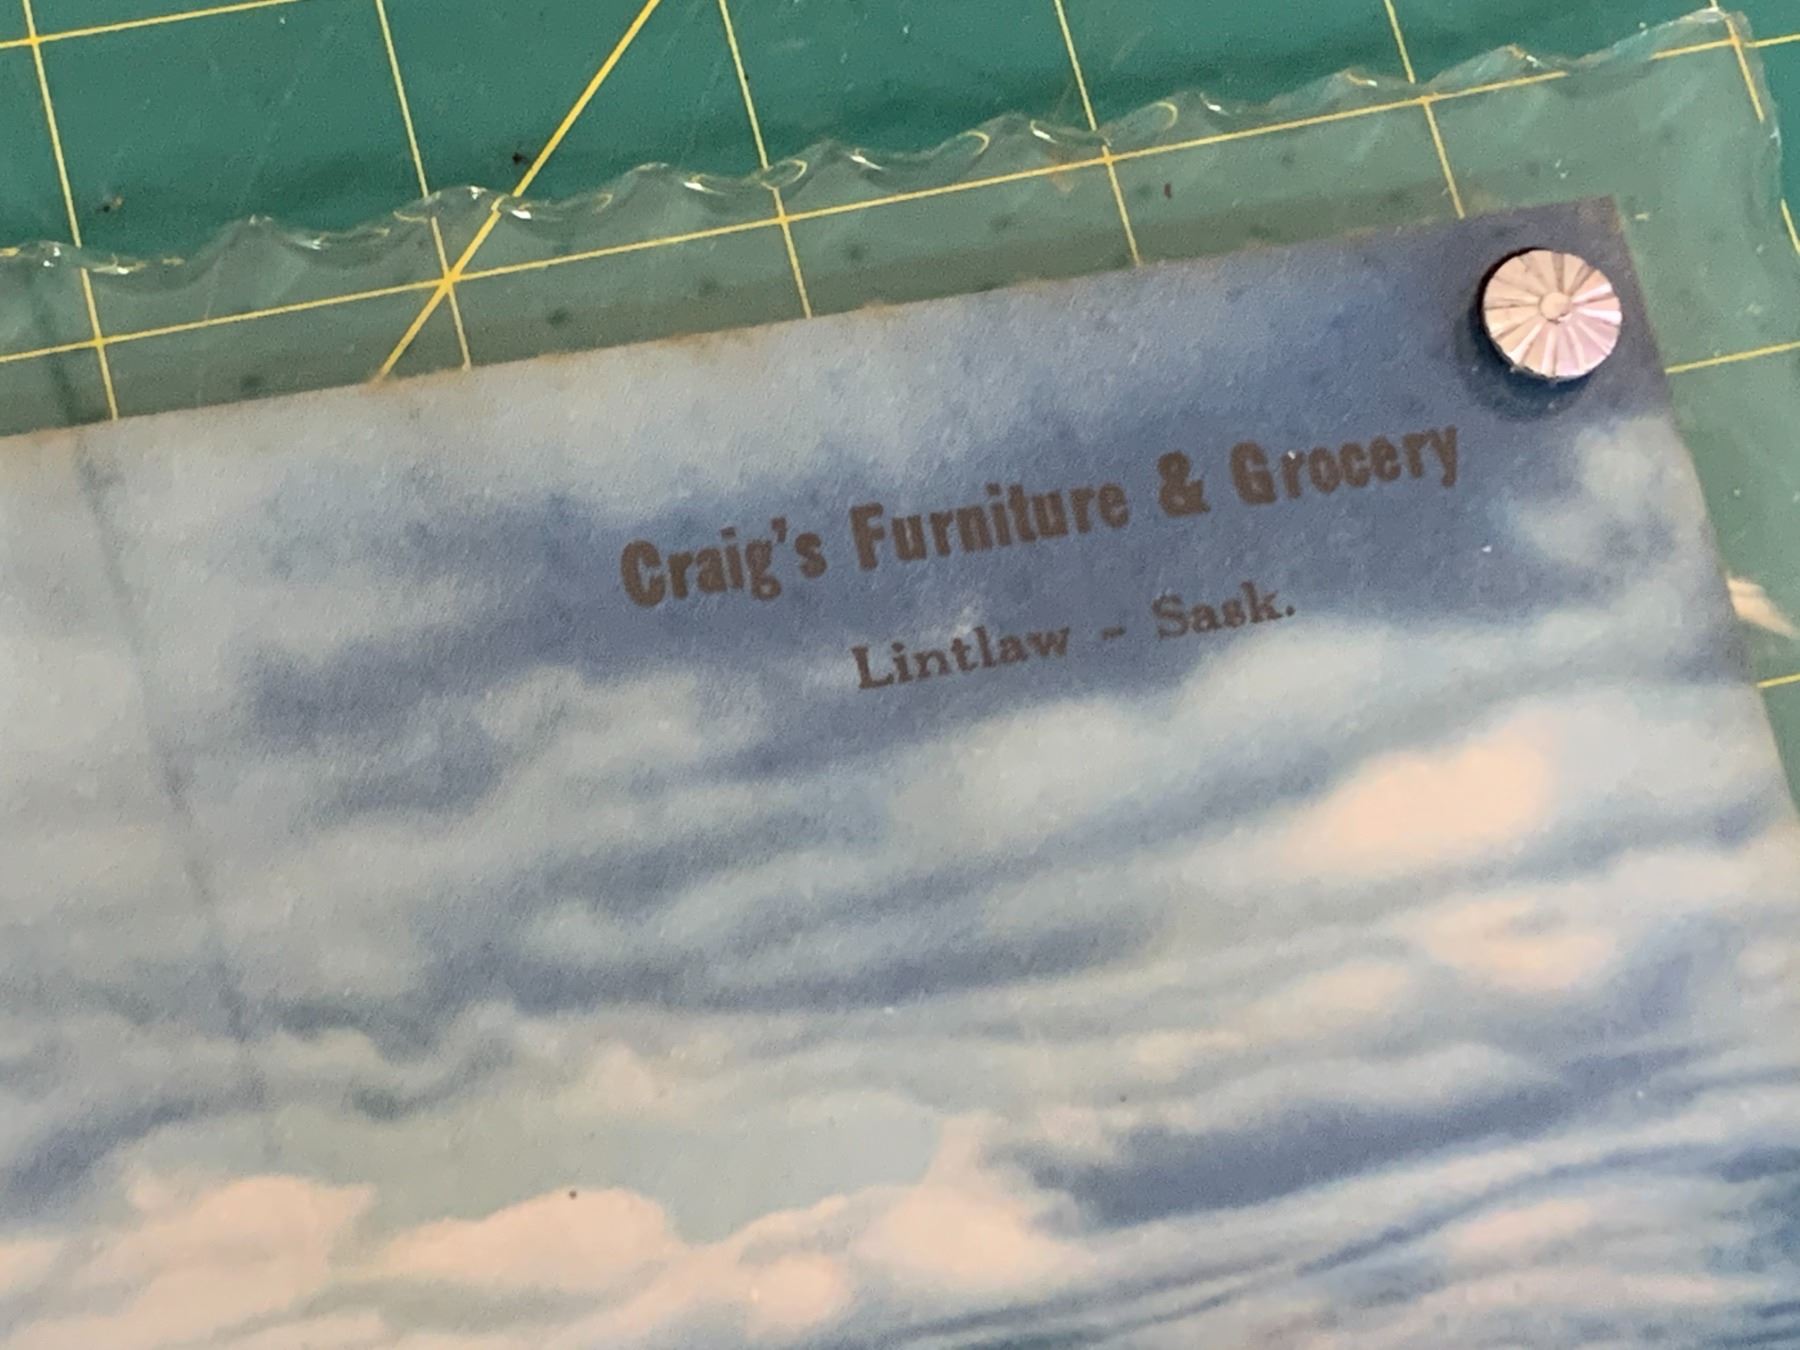 Craig's Furniture & Grocery
Lintlaw - Sask.